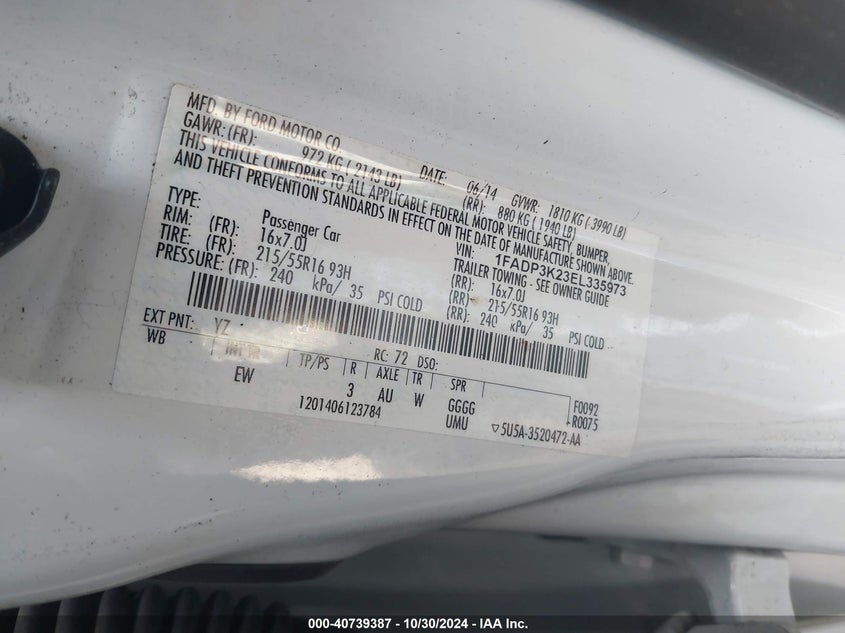 MFD. BY FORD MOTOR CO.
DATE: 06/14 GVWR: 1810 KG ( 3990 LB)
GAWR: (FR): 972 KG ( 2143 LB) (RR): 880 KG ( 1940 LB)
THIS VEHICLE CONFORMS TO ALL APPLICABLE FEDERAL MOTOR VEHICLE SAFETY, BUMPER,
AND THEFT PREVENTION STANDARDS IN EFFECT ON THE DATE OF MANUFACTURE SHOWN ABOVE.
VIN: 1FADP3K23EL335973
TYPE: Passenger Car TRAILER TOWING - SEE OWNER GUIDE
RIM: (FR): 16x7.0J (RR): 16x7.0J
TIRE: (FR): 215/55R16 93H (RR): 215/55R16 93H
PRESSURE: (FR): 240 kPa/ 35 PSI COLD (RR): 240 kPa/ 35 PSI COLD
EXT PNT: YZ RC: 72 DSO:
WB INT TR TP/PS R AXLE TR SPR
EW 3 AU W GGGG F0092
UMU R0075
1201406123784 ▽5U5A-3520472-AA
000-40739387 - 10/30/2024 - IAA Inc.